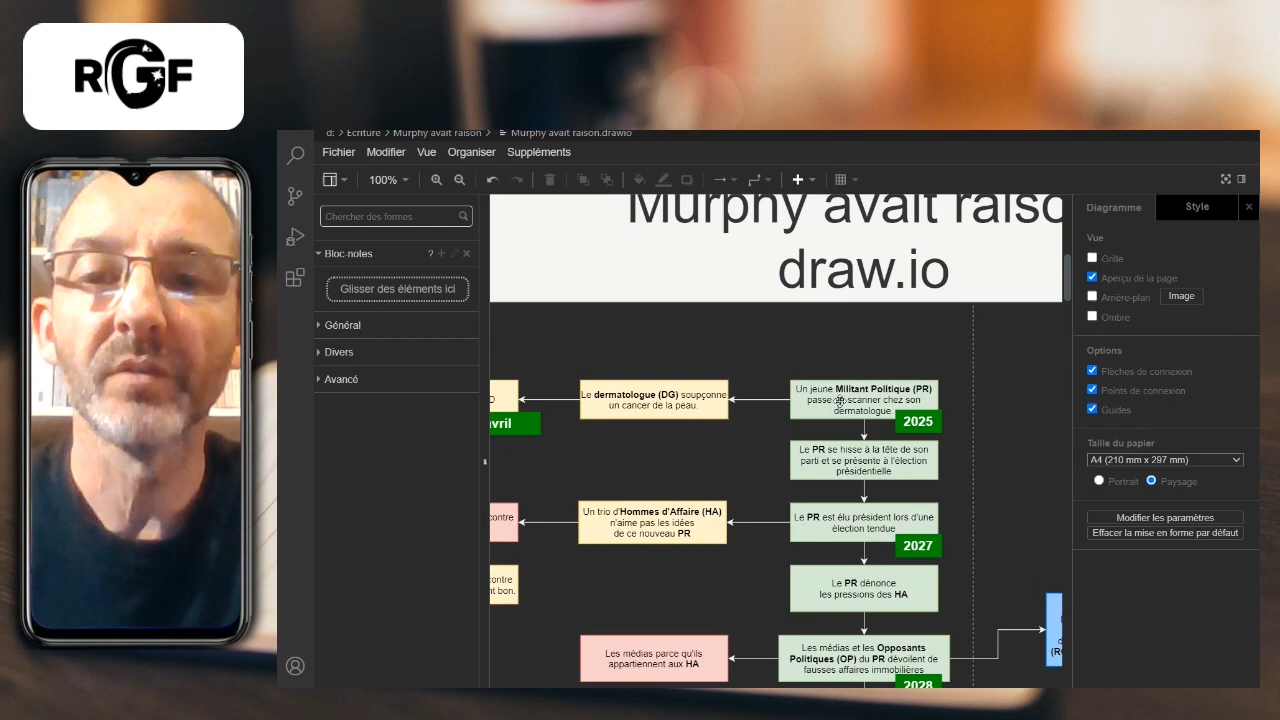 RGF
d: > Ecriture > Murphy avait raison > Murphy avait raison.drawio
Fichier Modifier Vue Organiser Suppléments
100%
Chercher des formes
Bloc-notes
?
Glisser des éléments ici
Général
Divers
Avancé
Murphy avait raiso
draw.io
Un jeune Militant Politique (PR)
passe un scanner chez son
dermatologue.
2025
Le dermatologue (DG) soupçonne
un cancer de la peau.
O
vril
Le PR se hisse à la tête de son
parti et se présente à l'élection
présidentielle
Le PR est élu président lors d'une
élection tendue
2027
Un trio d'Hommes d'Affaire (HA)
n'aime pas les idées
de ce nouveau PR
contre
Le PR dénonce
les pressions des HA
contre
nt bon.
Les médias et les Opposants
Politiques (OP) du PR dévoilent de
fausses affaires immobilières
2028
Les médias parce qu'ils
appartiennent aux HA
Diagramme Style
Vue
Grille
Aperçu de la page
Arrière-plan Image
Ombre
Options
Flèches de connexion
Points de connexion
Guides
Taille du papier
A4 (210 mm x 297 mm)
Portrait Paysage
Modifier les paramètres
Effacer la mise en forme par défaut